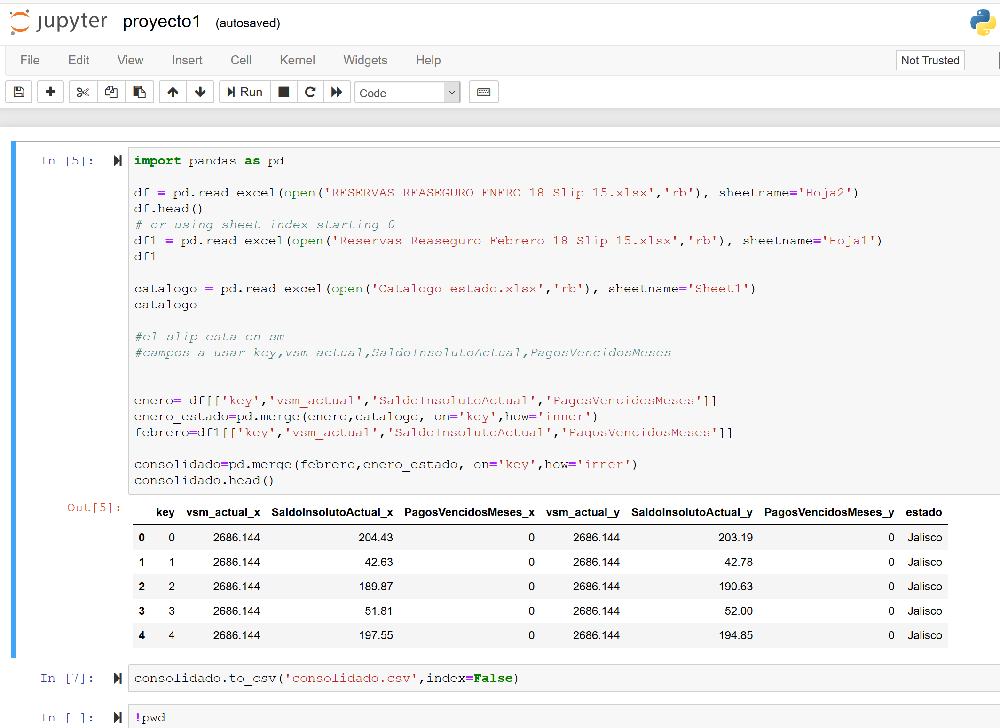 jupyter proyecto1 (autosaved)
File Edit View Insert Cell Kernel Widgets Help Not Trusted
Run Code
In [5]: import pandas as pd
df = pd.read_excel(open('RESERVAS REASEGURO ENERO 18 Slip 15.xlsx','rb'), sheetname='Hoja2')
df.head()
# or using sheet index starting 0
df1 = pd.read_excel(open('Reservas Reaseguro Febrero 18 Slip 15.xlsx','rb'), sheetname='Hoja1')
df1
catalogo = pd.read_excel(open('Catalogo_estado.xlsx','rb'), sheetname='Sheet1')
catalogo
#el slip esta en sm
#campos a usar key,vsm_actual,SaldoInsolutoActual,PagosVencidosMeses
enero= df[['key','vsm_actual','SaldoInsolutoActual','PagosVencidosMeses']]
enero_estado=pd.merge(enero,catalogo, on='key',how='inner')
febrero=df1[['key','vsm_actual','SaldoInsolutoActual','PagosVencidosMeses']]
consolidado=pd.merge(febrero,enero_estado, on='key',how='inner')
consolidado.head()
Out[5]:
key vsm_actual_x SaldoInsolutoActual_x PagosVencidosMeses_x vsm_actual_y SaldoInsolutoActual_y PagosVencidosMeses_y estado
0 0 2686.144 204.43 0 2686.144 203.19 0 Jalisco
1 1 2686.144 42.63 0 2686.144 42.78 0 Jalisco
2 2 2686.144 189.87 0 2686.144 190.63 0 Jalisco
3 3 2686.144 51.81 0 2686.144 52.00 0 Jalisco
4 4 2686.144 197.55 0 2686.144 194.85 0 Jalisco
In [7]: consolidado.to_csv('consolidado.csv',index=False)
In [ ]: !pwd